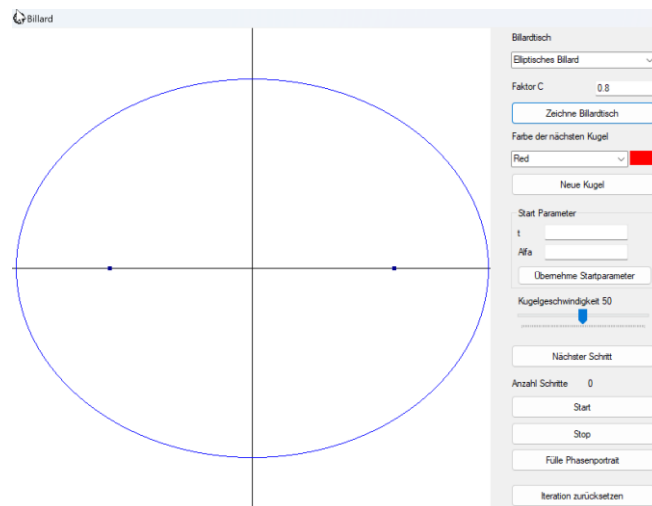 Billard
Billardtisch
Elliptisches Billard
Faktor C 0.8
Zeichne Billardtisch
Farbe der nächsten Kugel
Red
Neue Kugel
Start Parameter
t
Alfa
Übernehme Startparameter
Kugelgeschwindigkeit 50
Nächster Schritt
Anzahl Schritte 0
Start
Stop
Fülle Phasenportrait
Iteration zurücksetzen